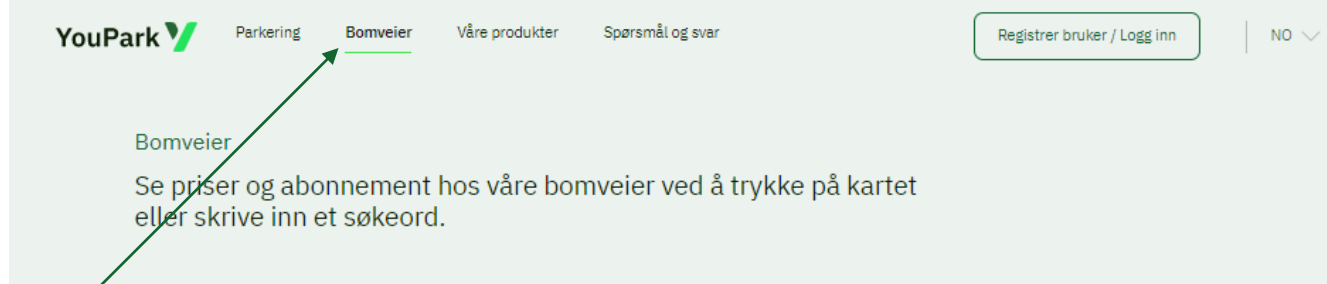 YouPark Parkering Bomveier Våre produkter Spørsmål og svar Registrer bruker / Logg inn NO
Bomveier
Se priser og abonnement hos våre bomveier ved å trykke på kartet
eller skrive inn et søkeord.